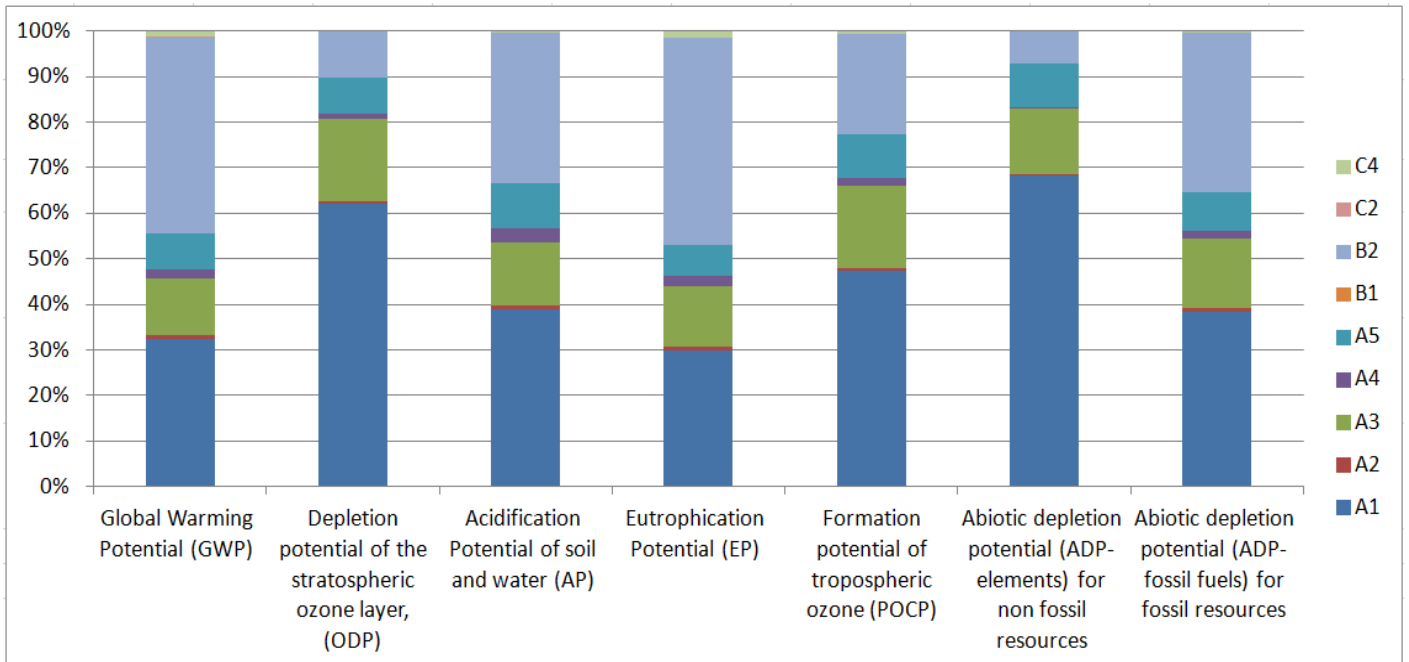 100%
90%
80%
70%
60%
50%
40%
30%
20%
10%
0%
Global Warming
Potential (GWP)
Depletion
potential of the
stratospheric
ozone layer,
(ODP)
Acidification
Potential of soil
and water (AP)
Eutrophication
Potential (EP)
Formation
potential of
tropospheric
ozone (POCP)
Abiotic depletion
potential (ADP-
elements) for
non fossil
resources
Abiotic depletion
potential (ADP-
fossil fuels) for
fossil resources
C4
C2
B2
B1
A5
A4
A3
A2
A1